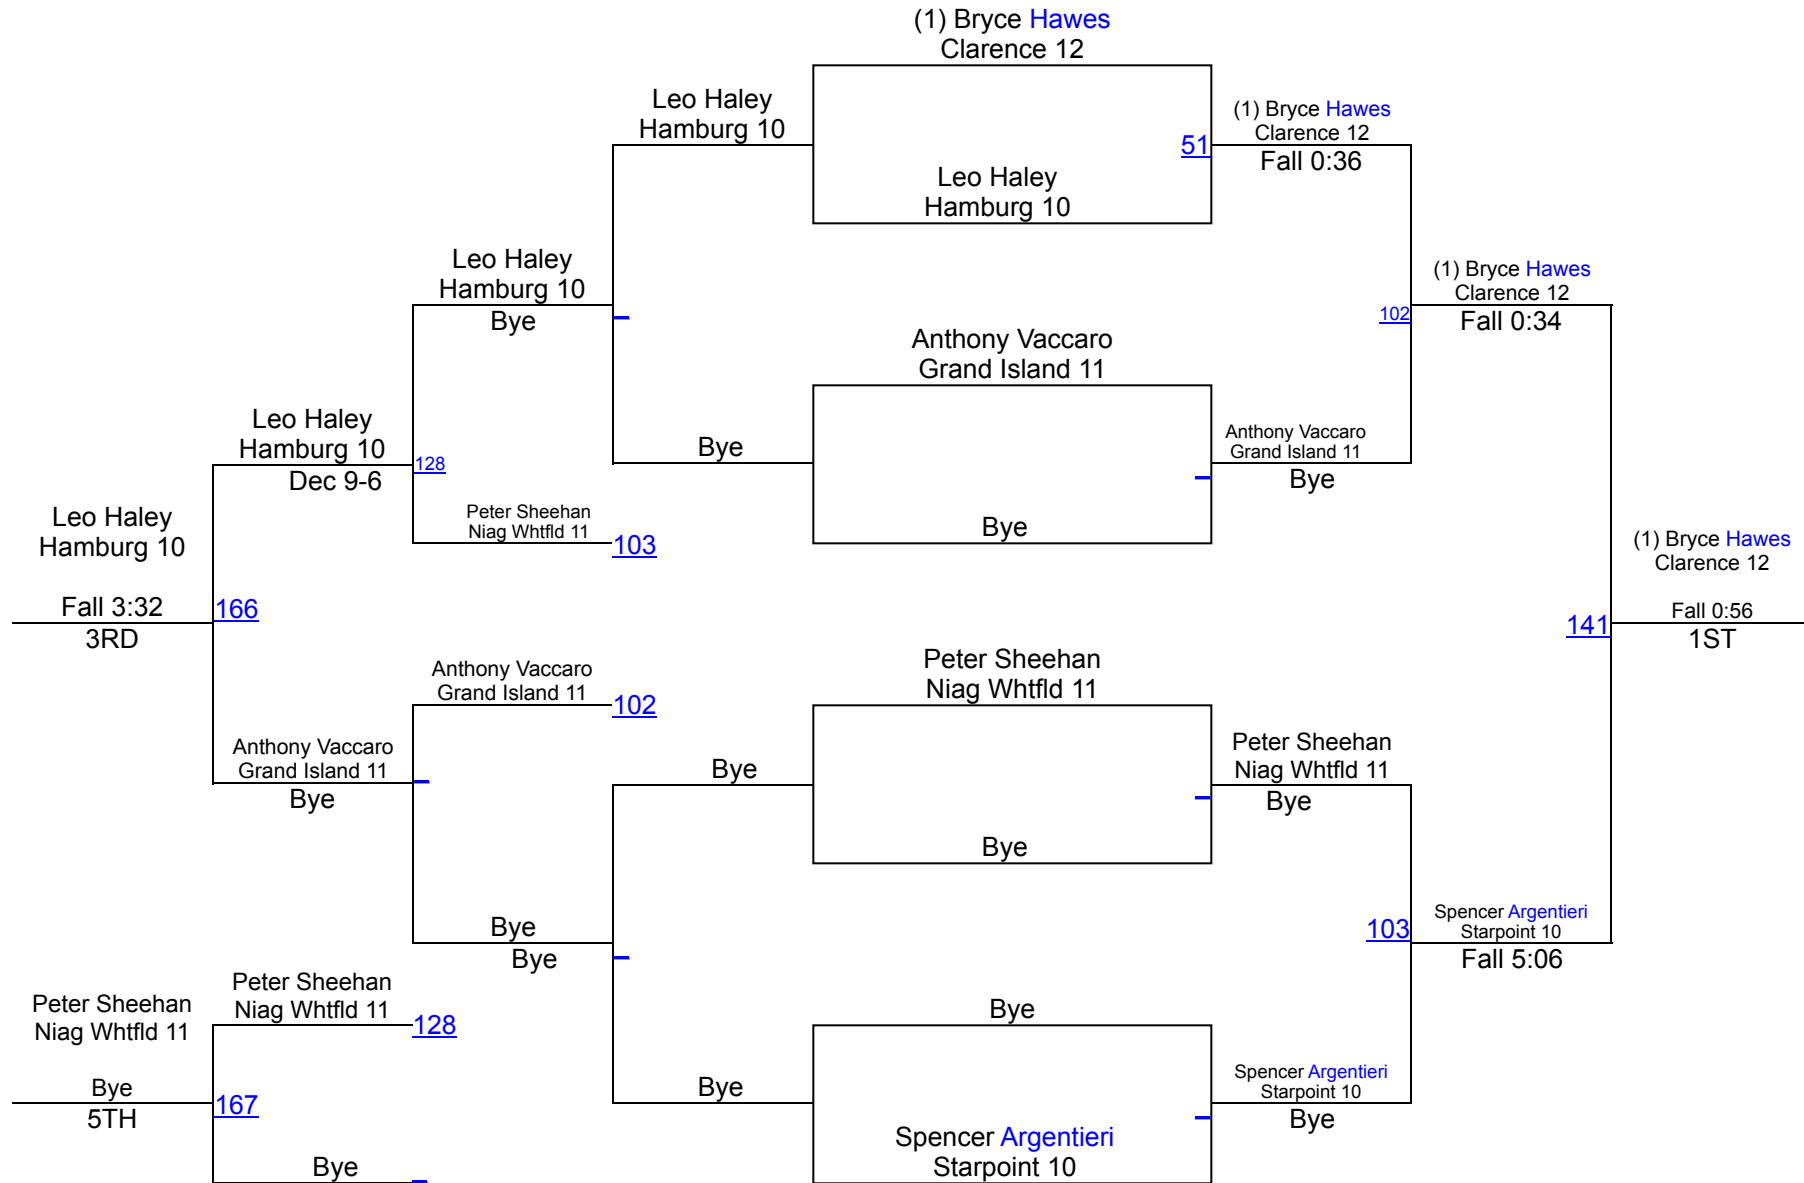 (1) Bryce Hawes
Clarence 12
Leo Haley
Hamburg 10
(1) Bryce Hawes
Clarence 12
51
Fall 0:36
Leo Haley
Hamburg 10
Leo Haley
Hamburg 10
Bye
(1) Bryce Hawes
Clarence 12
102
Fall 0:34
Anthony Vaccaro
Grand Island 11
Leo Haley
Hamburg 10
128
Dec 9-6
Bye
Anthony Vaccaro
Grand Island 11
Bye
Peter Sheehan
Niag Whtfld 11
103
Bye
Leo Haley
Hamburg 10
Fall 3:32
166
3RD
(1) Bryce Hawes
Clarence 12
141
Fall 0:56
1ST
Anthony Vaccaro
Grand Island 11
102
Peter Sheehan
Niag Whtfld 11
Anthony Vaccaro
Grand Island 11
Bye
Bye
Peter Sheehan
Niag Whtfld 11
Bye
Bye
Bye
Bye
103
Spencer Argentieri
Starpoint 10
Fall 5:06
Peter Sheehan
Niag Whtfld 11
Peter Sheehan
Niag Whtfld 11
128
Bye
Bye
167
5TH
Bye
Spencer Argentieri
Starpoint 10
Bye
Spencer Argentieri
Starpoint 10
Bye